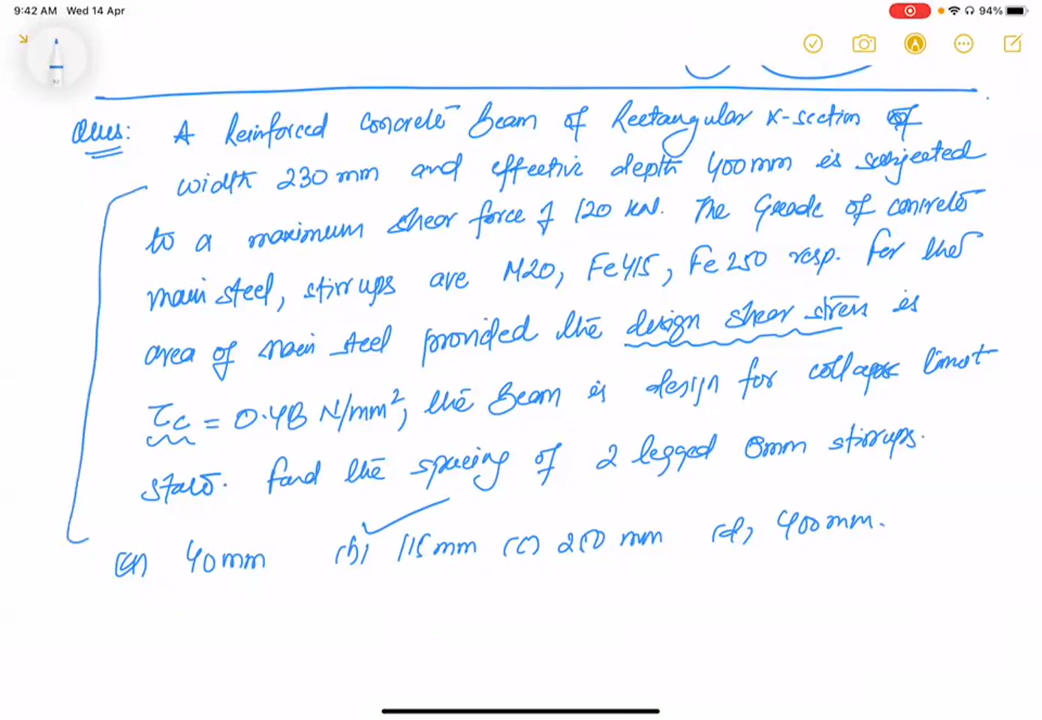 9:42 AM Wed 14 Apr
94%
Ques: A Reinforced Concrete Beam of Rectangular X-section of
width 230 mm and effective depth 400mm is subjected
to a maximum shear force of 120 kN. The Grade of concrete
main steel, stirrups are M20, Fe415, Fe250 resp. For the
area of main steel provided the design shear stress is
τc = 0.48 N/mm², the Beam is design for collapse limit
state. Find the spacing of 2 legged 8mm stirrups.
(a) 40mm (b) 115mm (c) 250 mm (d) 400mm.